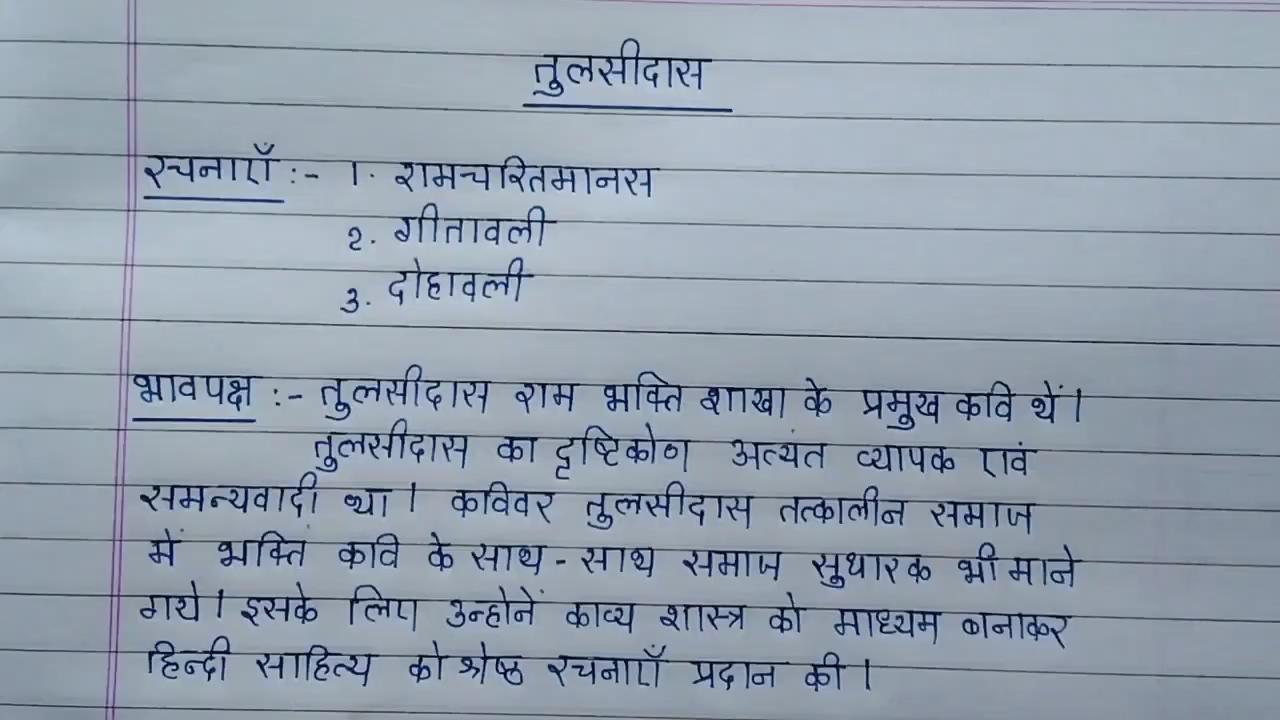 तुलसीदास
रचनाएँ :- 1. रामचरितमानस
2. गीतावली
3. दोहावली
भावपक्ष :- तुलसीदास राम भक्ति शाखा के प्रमुख कवि थें।
तुलसीदास का दृष्टिकोण अत्यंत व्यापक एवं
समन्यवादी था। कविवर तुलसीदास तत्कालीन समाज
में भक्तिं कवि के साथ-साथ समाज सुधारक भी माने
गये। इसके लिए उन्होनें काव्य शास्त्र को माध्यम बनाकर
हिन्दी साहित्य को श्रेष्ठ रचनाएँ प्रदान की।